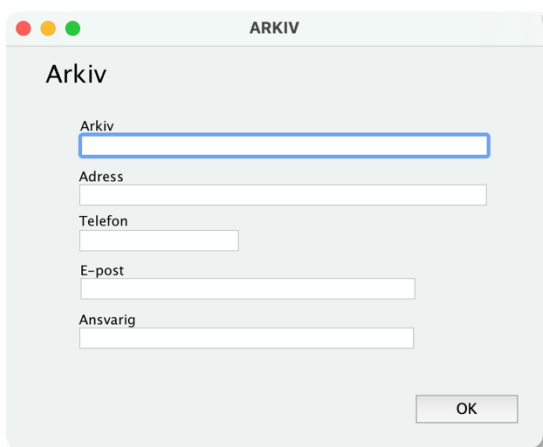 ARKIV
Arkiv
Arkiv
Adress
Telefon
E-post
Ansvarig
OK